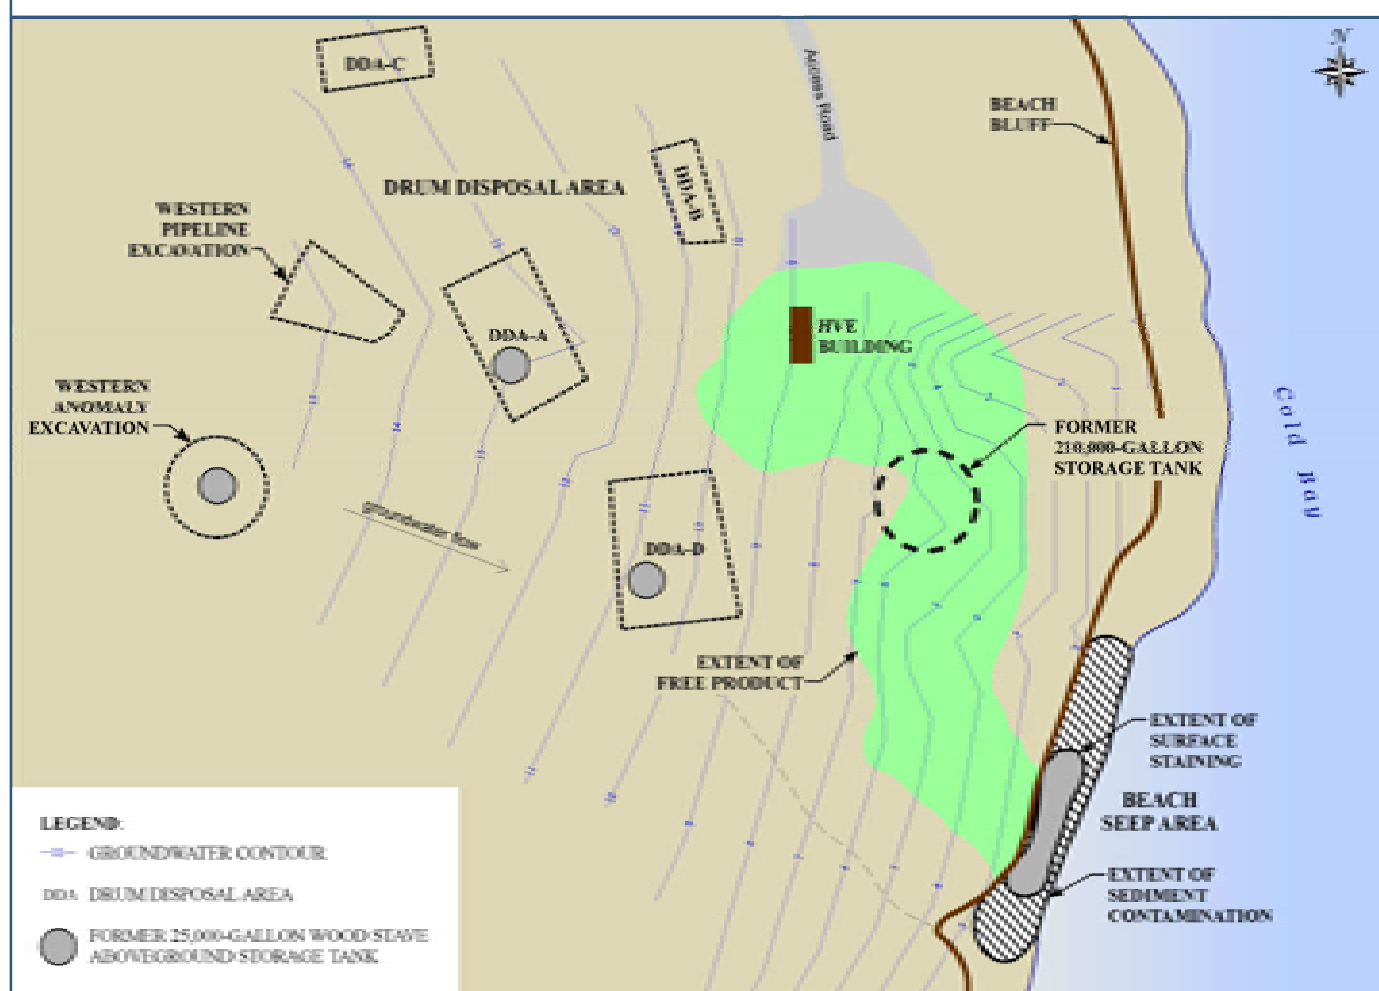 N
DDA-C
BEACH
BLUFF
DRUM DISPOSAL AREA
DDA-B
WESTERN
PIPELINE
EXCAVATION
DDA-A
HVE
BUILDING
WESTERN
ANOMALY
EXCAVATION
FORMER
210,000-GALLON
STORAGE TANK
Cold Bay
groundwater flow
DDA-D
EXTENT OF
FREE PRODUCT
EXTENT OF
SURFACE
STAINING
BEACH
SEEP AREA
EXTENT OF
SEDIMENT
CONTAMINATION
LEGEND:
GROUNDWATER CONTOUR
DDA DRUM DISPOSAL AREA
FORMER 25,000-GALLON WOOD STAVE
ABOVEGROUND STORAGE TANK